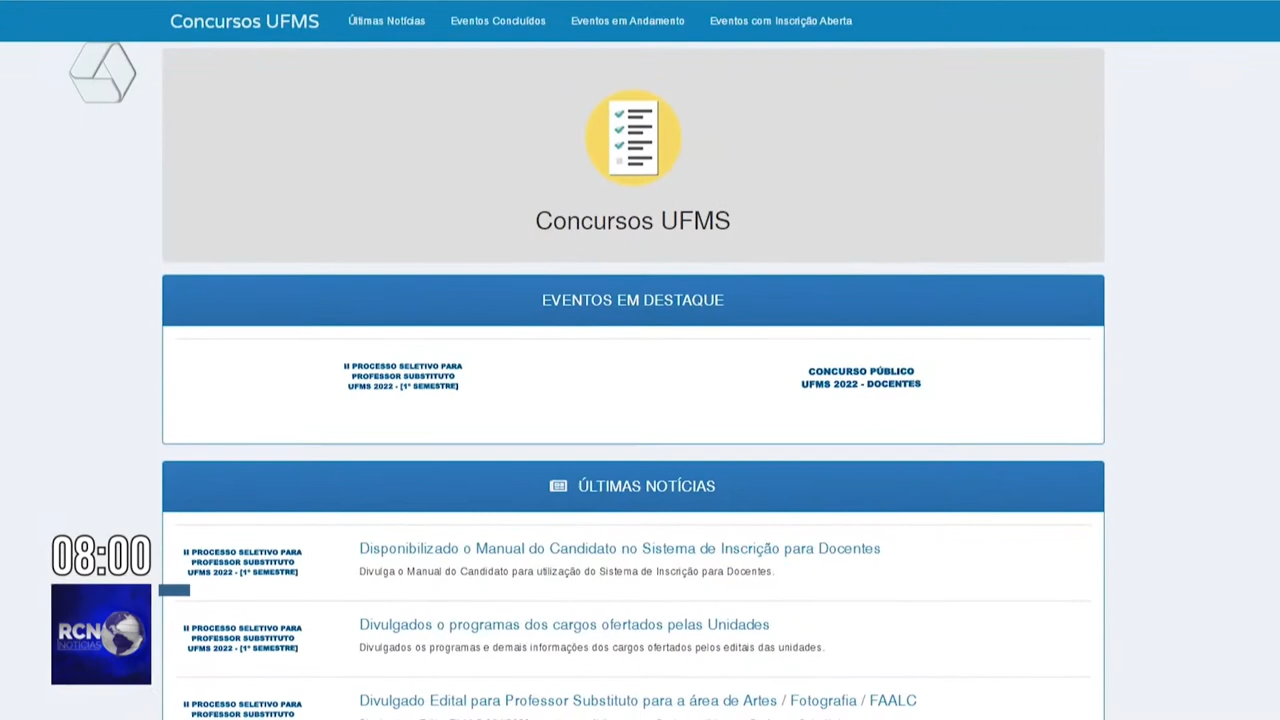 Concursos UFMS
Últimas Notícias
Eventos Concluídos
Eventos em Andamento
Eventos com Inscrição Aberta
Concursos UFMS
EVENTOS EM DESTAQUE
II PROCESSO SELETIVO PARA
PROFESSOR SUBSTITUTO
UFMS 2022 - [1º SEMESTRE]
CONCURSO PÚBLICO
UFMS 2022 - DOCENTES
ÚLTIMAS NOTÍCIAS
II PROCESSO SELETIVO PARA
PROFESSOR SUBSTITUTO
UFMS 2022 - [1º SEMESTRE]
Disponibilizado o Manual do Candidato no Sistema de Inscrição para Docentes
Divulga o Manual do Candidato para utilização do Sistema de Inscrição para Docentes.
II PROCESSO SELETIVO PARA
PROFESSOR SUBSTITUTO
UFMS 2022 - [1º SEMESTRE]
Divulgados o programas dos cargos ofertados pelas Unidades
Divulgados os programas e demais informações dos cargos ofertados pelos editais das unidades.
II PROCESSO SELETIVO PARA
PROFESSOR SUBSTITUTO
Divulgado Edital para Professor Substituto para a área de Artes / Fotografia / FAALC
08:00
RCN
NOTÍCIAS